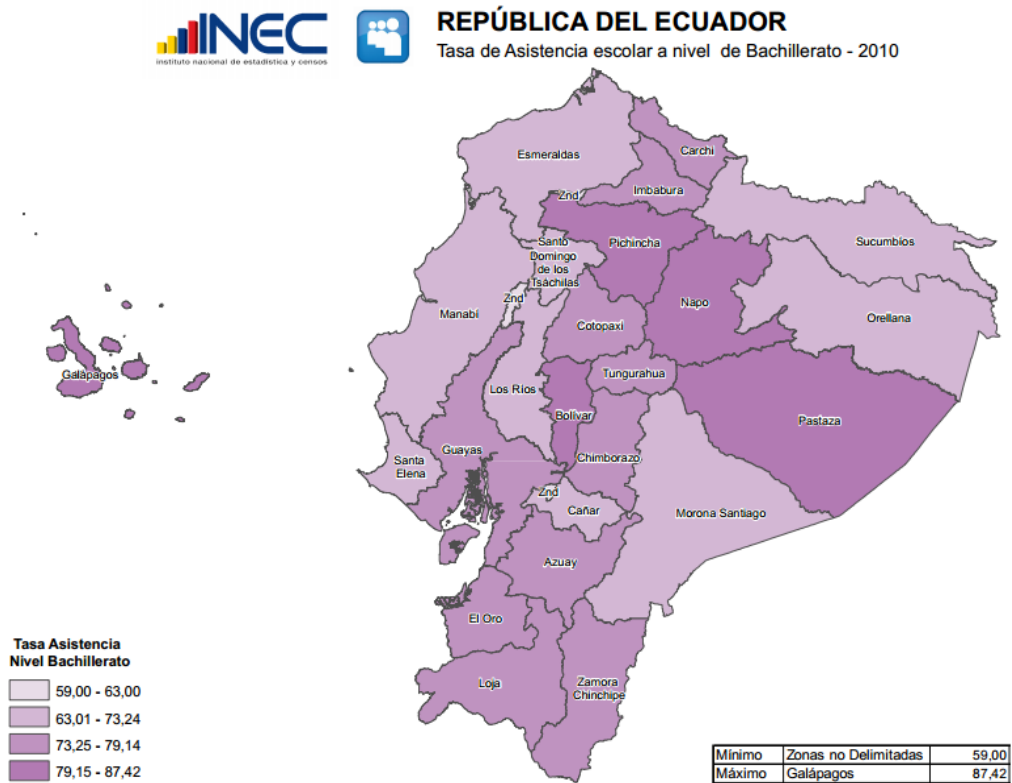 INEC
instituto nacional de estadística y censos
REPÚBLICA DEL ECUADOR
Tasa de Asistencia escolar a nivel de Bachillerato - 2010
Esmeraldas
Carchi
Imbabura
Znd
Pichincha
Sucumbíos
Santo
Domingo
de los
Tsáchilas
Znd
Manabí
Napo
Orellana
Cotopaxi
Galápagos
Tungurahua
Los Ríos
Bolívar
Pastaza
Guayas
Chimborazo
Santa
Elena
Znd
Cañar
Morona Santiago
Azuay
El Oro
Loja
Zamora
Chinchipe
Tasa Asistencia
Nivel Bachillerato
59,00 - 63,00
63,01 - 73,24
73,25 - 79,14
79,15 - 87,42
Mínimo Zonas no Delimitadas 59,00
Máximo Galápagos 87,42